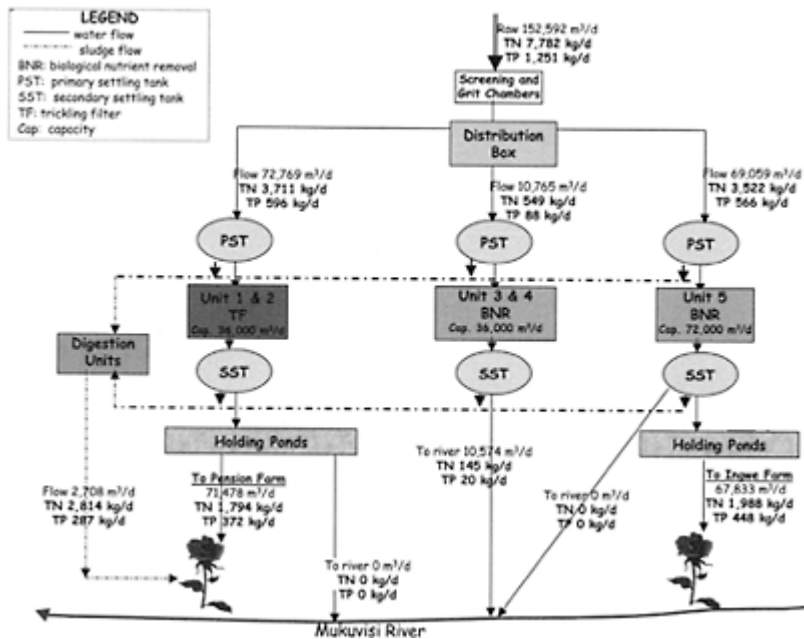 LEGEND
water flow
sludge flow
BNR: biological nutrient removal
PST: primary settling tank
SST: secondary settling tank
TF: trickling filter
Cap: capacity
Raw 152,592 m³/d
TN 7,782 kg/d
TP 1,251 kg/d
Screening and
Grit Chambers
Distribution
Box
Flow 72,769 m³/d
TN 3,711 kg/d
TP 596 kg/d
Flow 10,765 m³/d
TN 549 kg/d
TP 88 kg/d
Flow 69,059 m³/d
TN 3,522 kg/d
TP 566 kg/d
PST
PST
PST
Unit 1 & 2
TF
Cap. 36,000 m³/d
Unit 3 & 4
BNR
Cap. 36,000 m³/d
Unit 5
BNR
Cap. 72,000 m³/d
Digestion
Units
SST
SST
SST
Holding Ponds
Holding Ponds
Flow 2,708 m³/d
TN 2,814 kg/d
TP 287 kg/d
To Pension Farm
71,478 m³/d
TN 1,794 kg/d
TP 372 kg/d
To river 0 m³/d
TN 0 kg/d
TP 0 kg/d
To river 10,574 m³/d
TN 145 kg/d
TP 20 kg/d
To river 0 m³/d
TN 0 kg/d
TP 0 kg/d
To Ingwe Farm
67,833 m³/d
TN 1,988 kg/d
TP 448 kg/d
Mukuvisi River